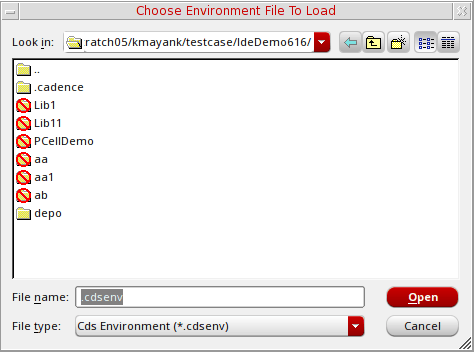 Choose Environment File To Load
Look in: ratch05/kmayank/testcase/IdeDemo616/
..
.cadence
Lib1
Lib11
PCellDemo
aa
aa1
ab
depo
File name: .cdsenv Open
File type: Cds Environment (*.cdsenv) Cancel